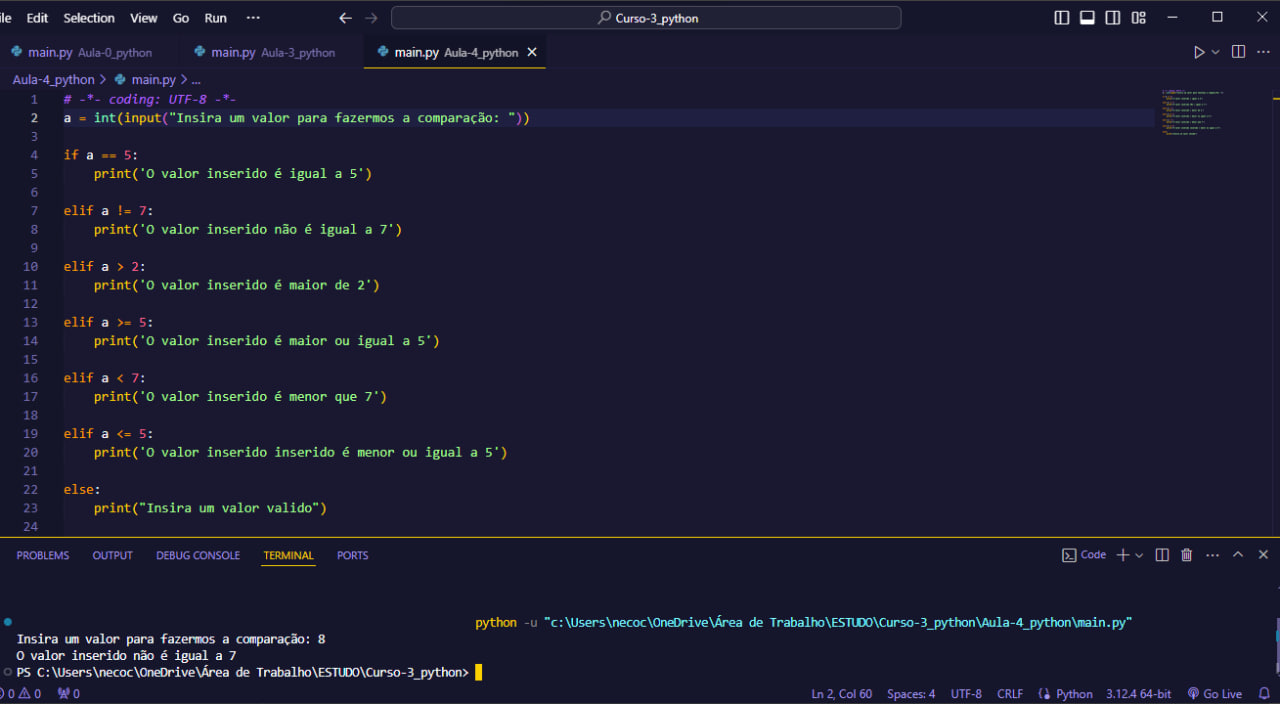 le Edit Selection View Go Run ··· Curso-3_python
main.py Aula-0_python main.py Aula-3_python main.py Aula-4_python
Aula-4_python > main.py > ...
1 # -*- coding: UTF-8 -*-
2 a = int(input("Insira um valor para fazermos a comparação: "))
3
4 if a == 5:
5 print('O valor inserido é igual a 5')
6
7 elif a != 7:
8 print('O valor inserido não é igual a 7')
9
10 elif a > 2:
11 print('O valor inserido é maior de 2')
12
13 elif a >= 5:
14 print('O valor inserido é maior ou igual a 5')
15
16 elif a < 7:
17 print('O valor inserido é menor que 7')
18
19 elif a <= 5:
20 print('O valor inserido inserido é menor ou igual a 5')
21
22 else:
23 print("Insira um valor valido")
24
PROBLEMS OUTPUT DEBUG CONSOLE TERMINAL PORTS Code
python -u "c:\Users\necoc\OneDrive\Área de Trabalho\ESTUDO\Curso-3_python\Aula-4_python\main.py"
Insira um valor para fazermos a comparação: 8
O valor inserido não é igual a 7
PS C:\Users\necoc\OneDrive\Área de Trabalho\ESTUDO\Curso-3_python>
0 0 0 Ln 2, Col 60 Spaces: 4 UTF-8 CRLF Python 3.12.4 64-bit Go Live